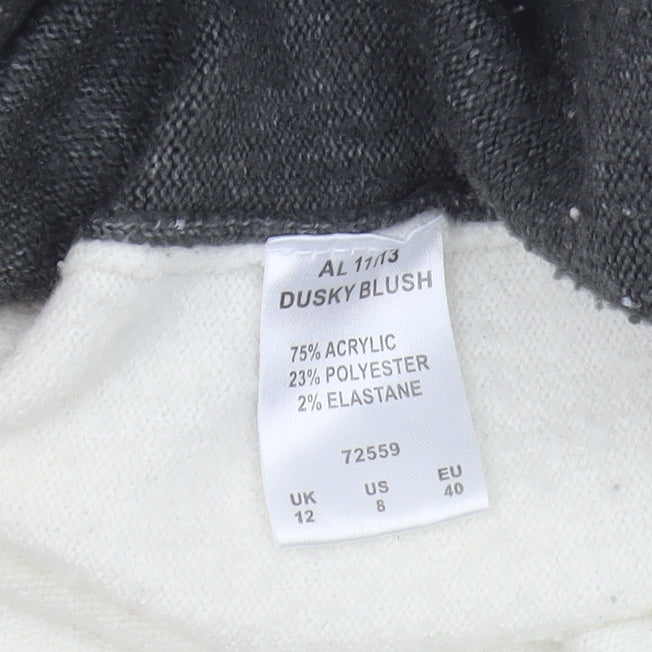 AL 11/13
DUSKY BLUSH
75% ACRYLIC
23% POLYESTER
2% ELASTANE
72559
UK US EU
12 8 40